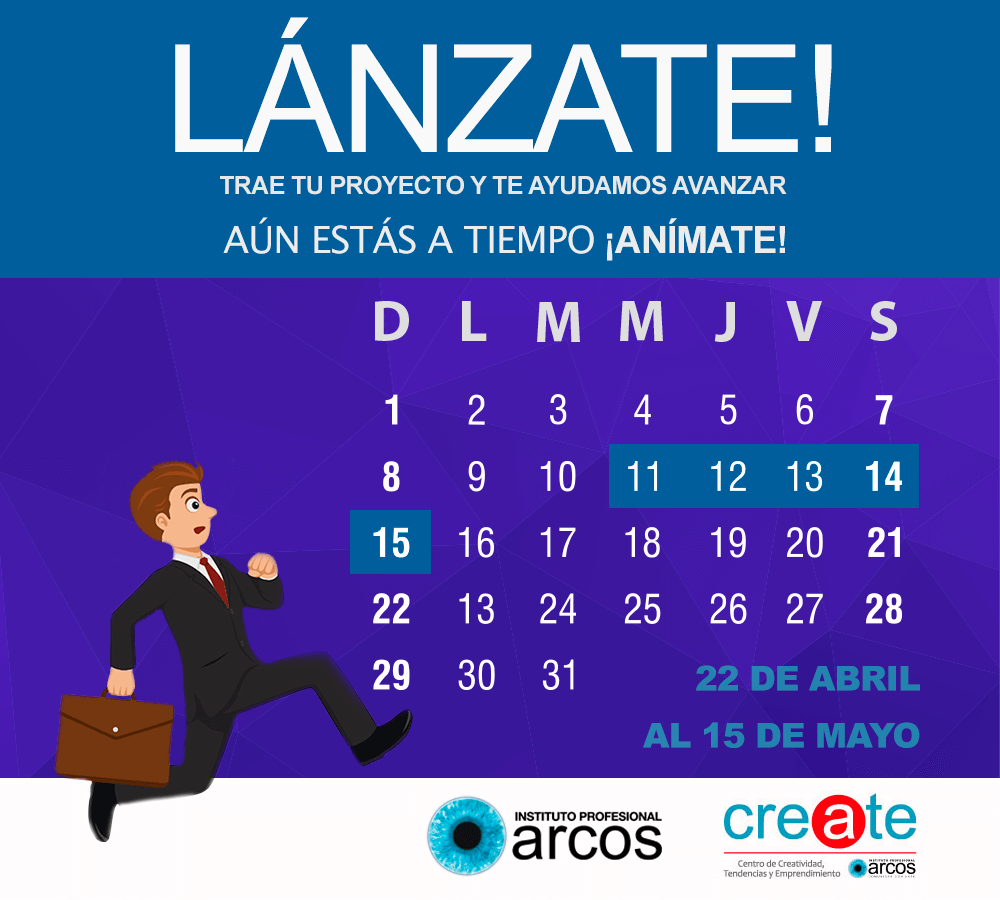 LÁNZATE!
TRAE TU PROYECTO Y TE AYUDAMOS AVANZAR
AÚN ESTÁS A TIEMPO ¡ANÍMATE!
D L M M J V S
1 2 3 4 5 6 7
8 9 10 11 12 13 14
15 16 17 18 19 20 21
22 13 24 25 26 27 28
29 30 31
22 DE ABRIL
AL 15 DE MAYO
INSTITUTO PROFESIONAL
arcos
create
Centro de Creatividad,
Tendencias y Emprendimiento
INSTITUTO PROFESIONAL
arcos